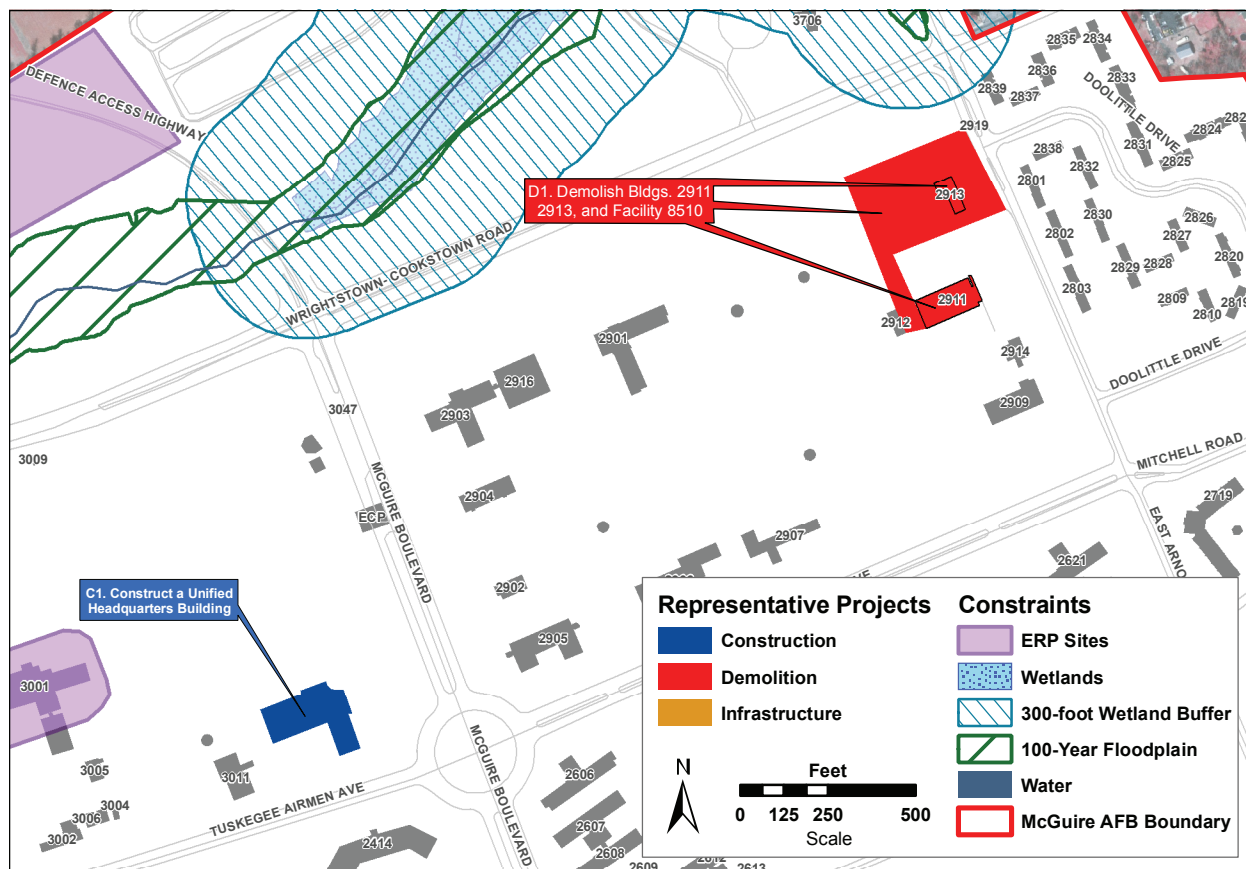 3706
2835
2834
DEFENCE ACCESS HIGHWAY
2836
2833
2839
2837
DOOLITTLE DRIVE
2824
2919
2831
2825
2838
2832
D1. Demolish Bldgs. 2911
2913, and Facility 8510
2913
2801
2830
2826
2802
2827
WRIGHTSTOWN- COOKSTOWN ROAD
2829
2828
2820
2803
2911
2809
2819
2810
2912
2901
2914
DOOLITTLE DRIVE
2916
2909
3047
2903
3009
MITCHELL ROAD
MCGUIRE BOULEVARD
2904
2719
ECP
EAST ARNO
2907
2621
C1. Construct a Unified
Headquarters Building
2902
2905
3001
3005
3011
MCGUIRE BOULEVARD
2606
TUSKEGEE AIRMEN AVE
3004
3006
3002
2414
2607
2608
2609
2613
Representative Projects
Construction
Demolition
Infrastructure
N
Feet
0 125 250 500
Scale
Constraints
ERP Sites
Wetlands
300-foot Wetland Buffer
100-Year Floodplain
Water
McGuire AFB Boundary